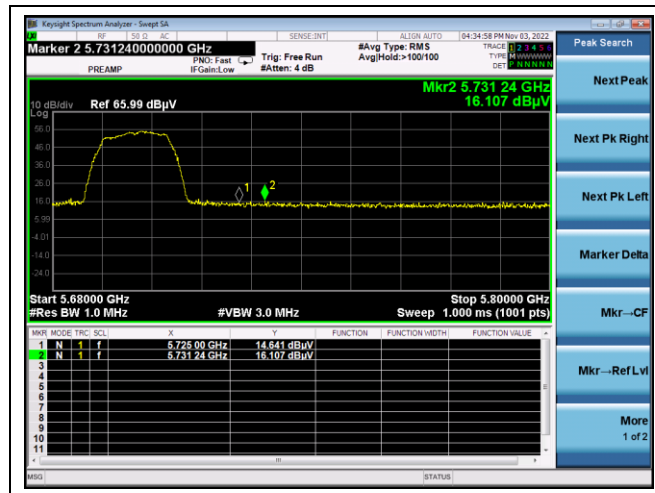 Keysight Spectrum Analyzer - Swept SA
RF 50 Ω AC SENSE:INT ALIGN AUTO 04:34:58 PM Nov 03, 2022
Marker 2 5.731240000000 GHz
PREAMP
PNO: Fast
IFGain:Low
Trig: Free Run
#Atten: 4 dB
#Avg Type: RMS
Avg|Hold:>100/100
TRACE 1 2 3 4 5 6
TYPE MWWWWW
DET P NNNNN
Mkr2 5.731 24 GHz
16.107 dBµV
10 dB/div Ref 65.99 dBµV
Log
56.0
46.0
36.0
26.0
16.0
5.99
-4.01
-14.0
-24.0
1
2
Start 5.68000 GHz Stop 5.80000 GHz
#Res BW 1.0 MHz #VBW 3.0 MHz Sweep 1.000 ms (1001 pts)
MKR MODE TRC SCL X Y FUNCTION FUNCTION WIDTH FUNCTION VALUE
1 N 1 f 5.725 00 GHz 14.641 dBµV
2 N 1 f 5.731 24 GHz 16.107 dBµV
3
4
5
6
7
8
9
10
11
MSG STATUS
Peak Search
Next Peak
Next Pk Right
Next Pk Left
Marker Delta
Mkr→CF
Mkr→Ref Lvl
More
1 of 2